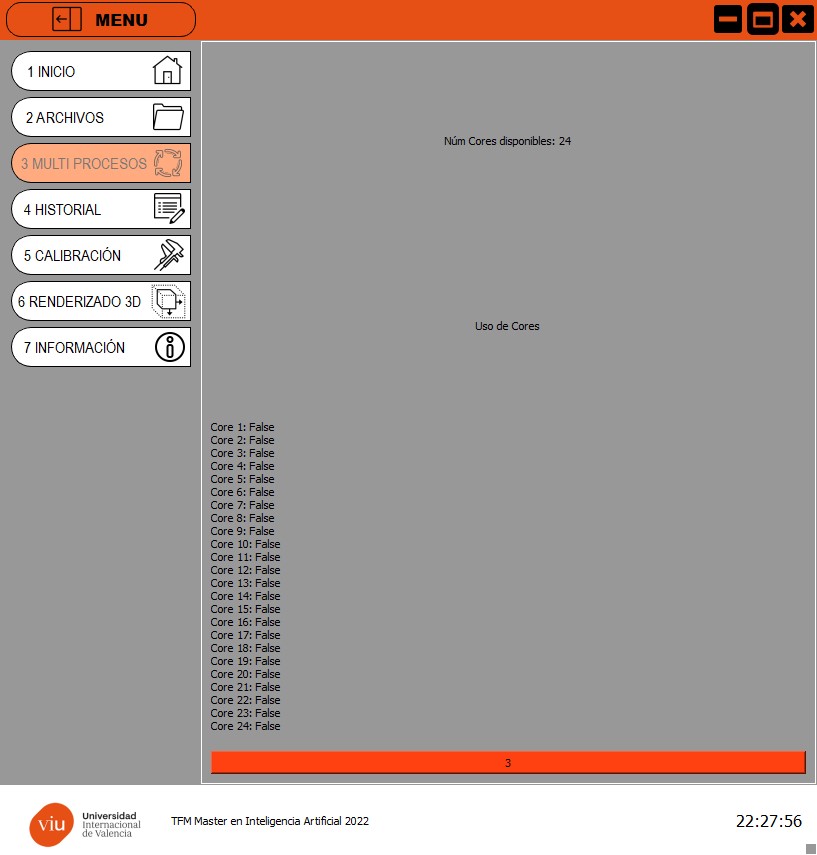 MENU
1 INICIO
2 ARCHIVOS
3 MULTI PROCESOS
4 HISTORIAL
5 CALIBRACIÓN
6 RENDERIZADO 3D
7 INFORMACIÓN
Núm Cores disponibles: 24
Uso de Cores
Core 1: False
Core 2: False
Core 3: False
Core 4: False
Core 5: False
Core 6: False
Core 7: False
Core 8: False
Core 9: False
Core 10: False
Core 11: False
Core 12: False
Core 13: False
Core 14: False
Core 15: False
Core 16: False
Core 17: False
Core 18: False
Core 19: False
Core 20: False
Core 21: False
Core 22: False
Core 23: False
Core 24: False
3
viu
Universidad
Internacional
de Valencia
TFM Master en Inteligencia Artificial 2022
22:27:56